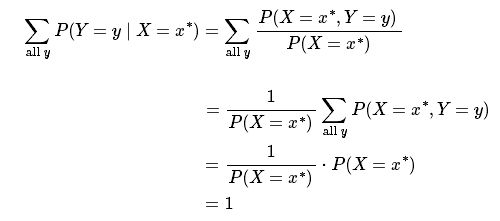 ∑_{all y} P(Y = y | X = x*) = ∑_{all y} P(X = x*, Y = y) / P(X = x*)
= 1 / P(X = x*) ∑_{all y} P(X = x*, Y = y)
= 1 / P(X = x*) · P(X = x*)
= 1